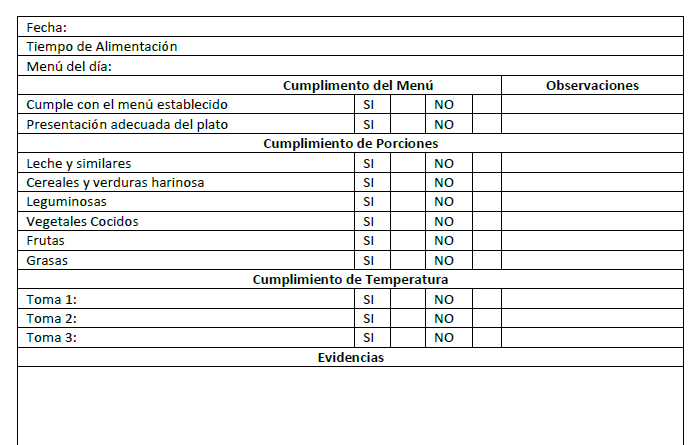 Fecha:
Tiempo de Alimentación
Menú del día:
Cumplimento del Menú Observaciones
Cumple con el menú establecido SI NO
Presentación adecuada del plato SI NO
Cumplimiento de Porciones
Leche y similares SI NO
Cereales y verduras harinosa SI NO
Leguminosas SI NO
Vegetales Cocidos SI NO
Frutas SI NO
Grasas SI NO
Cumplimiento de Temperatura
Toma 1: SI NO
Toma 2: SI NO
Toma 3: SI NO
Evidencias